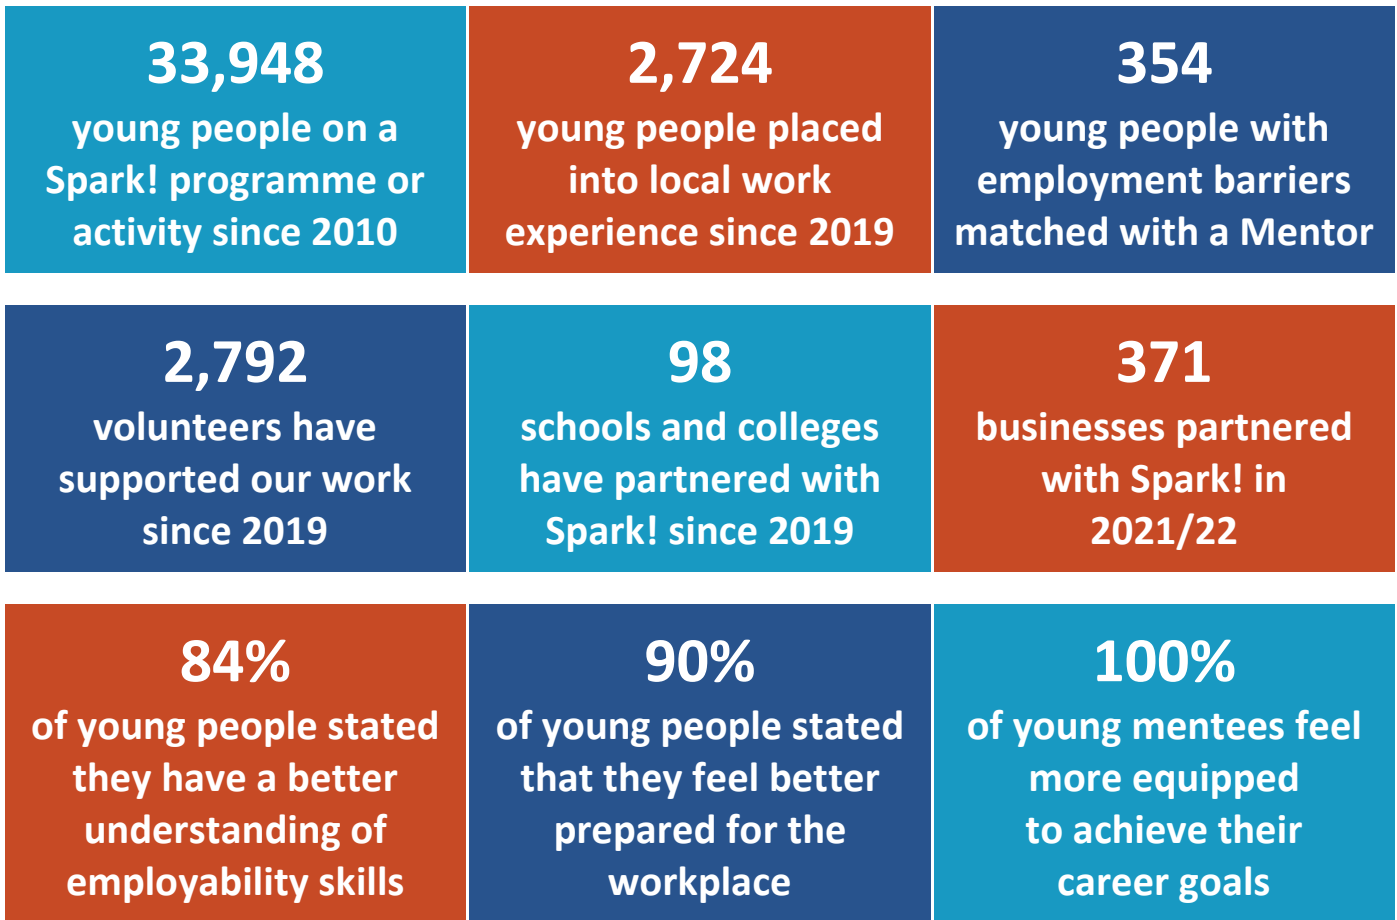 33,948
young people on a
Spark! programme or
activity since 2010
2,724
young people placed
into local work
experience since 2019
354
young people with
employment barriers
matched with a Mentor
2,792
volunteers have
supported our work
since 2019
98
schools and colleges
have partnered with
Spark! since 2019
371
businesses partnered
with Spark! in
2021/22
84%
of young people stated
they have a better
understanding of
employability skills
90%
of young people stated
that they feel better
prepared for the
workplace
100%
of young mentees feel
more equipped
to achieve their
career goals